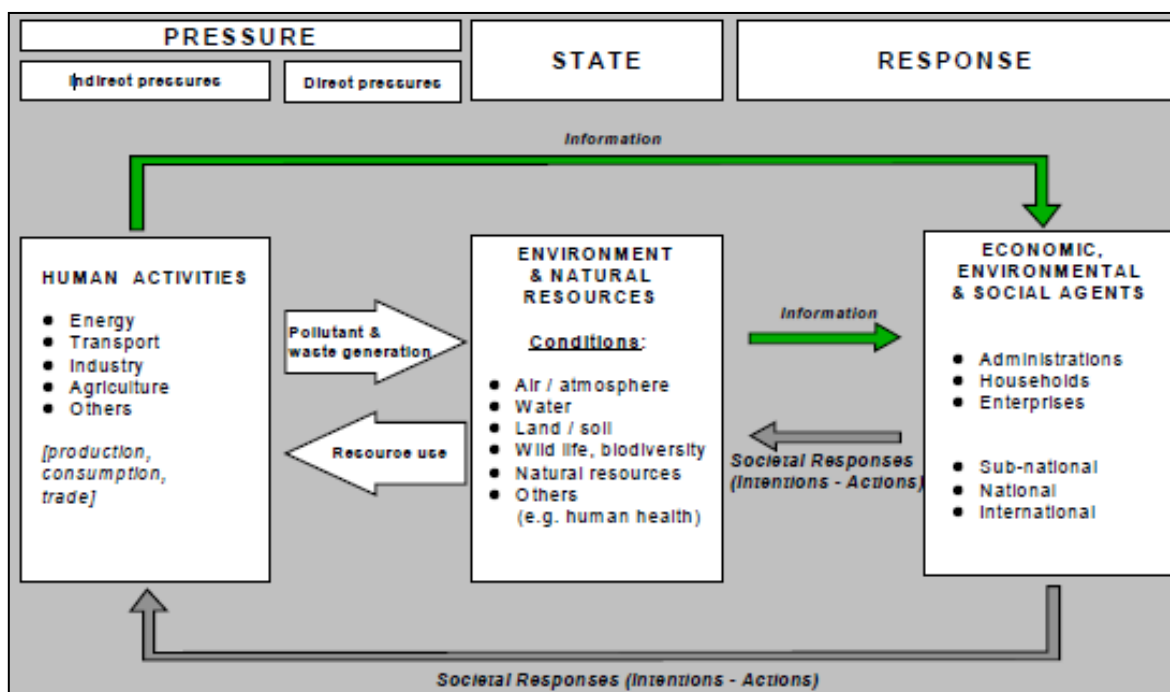 PRESSURE
Indirect pressures
Direct pressures
STATE
RESPONSE
Information
HUMAN ACTIVITIES
● Energy
● Transport
● Industry
● Agriculture
● Others
[production,
consumption,
trade]
Pollutant &
waste generation
Resource use
ENVIRONMENT
& NATURAL
RESOURCES
Conditions:
● Air / atmosphere
● Water
● Land / soil
● Wild life, biodiversity
● Natural resources
● Others
(e.g. human health)
Information
Societal Responses
(Intentions - Actions)
ECONOMIC,
ENVIRONMENTAL
& SOCIAL AGENTS
● Administrations
● Households
● Enterprises
● Sub-national
● National
● International
Societal Responses (Intentions - Actions)